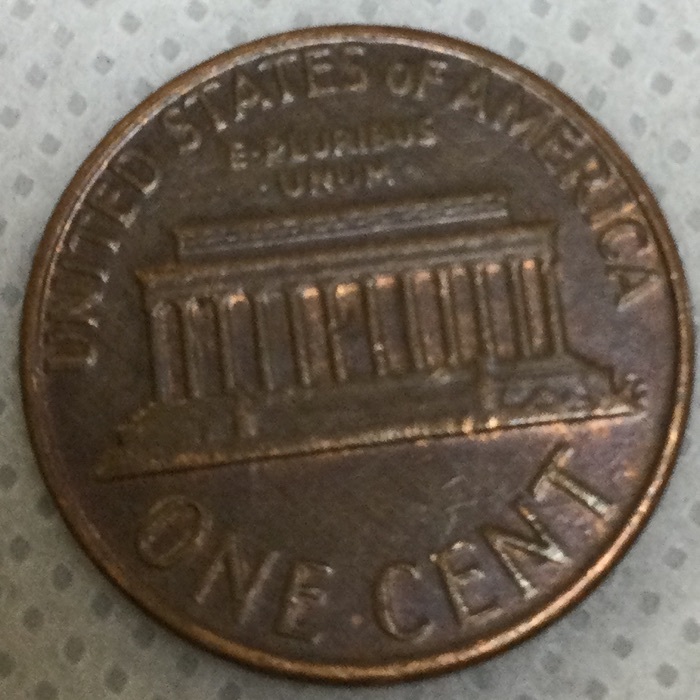 UNITED STATES OF AMERICA
E·PLURIBUS
·UNUM·
ONE CENT